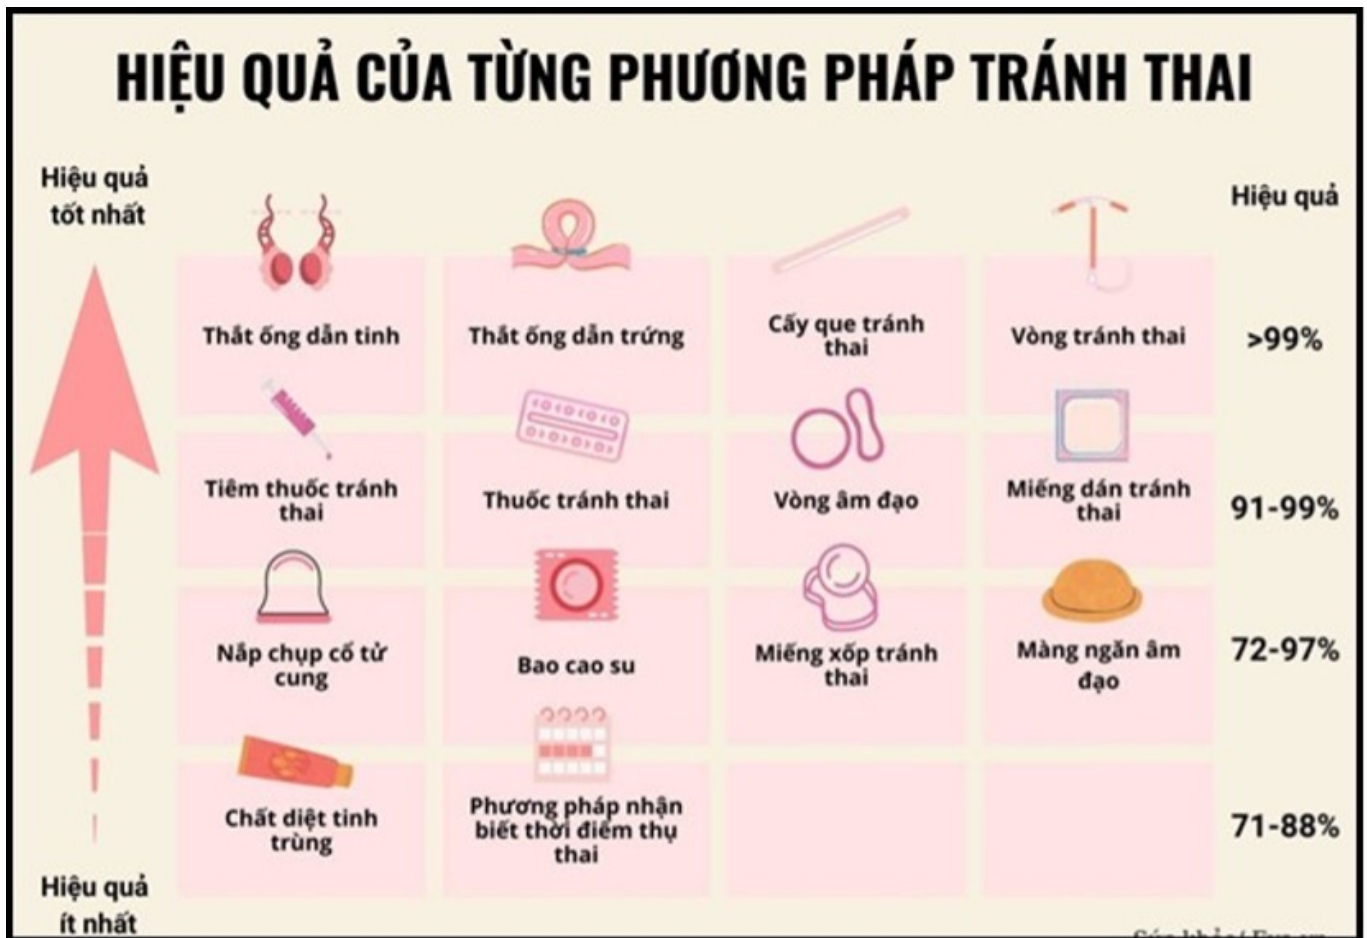 HIỆU QUẢ CỦA TỪNG PHƯƠNG PHÁP TRÁNH THAI
Hiệu quả
tốt nhất
Hiệu quả
Thắt ống dẫn tinh
Thắt ống dẫn trứng
Cấy que tránh
thai
Vòng tránh thai
>99%
Tiêm thuốc tránh
thai
Thuốc tránh thai
Vòng âm đạo
Miếng dán tránh
thai
91-99%
Nắp chụp cổ tử
cung
Bao cao su
Miếng xốp tránh
thai
Màng ngăn âm
đạo
72-97%
Chất diệt tinh
trùng
Phương pháp nhận
biết thời điểm thụ
thai
71-88%
Hiệu quả
ít nhất